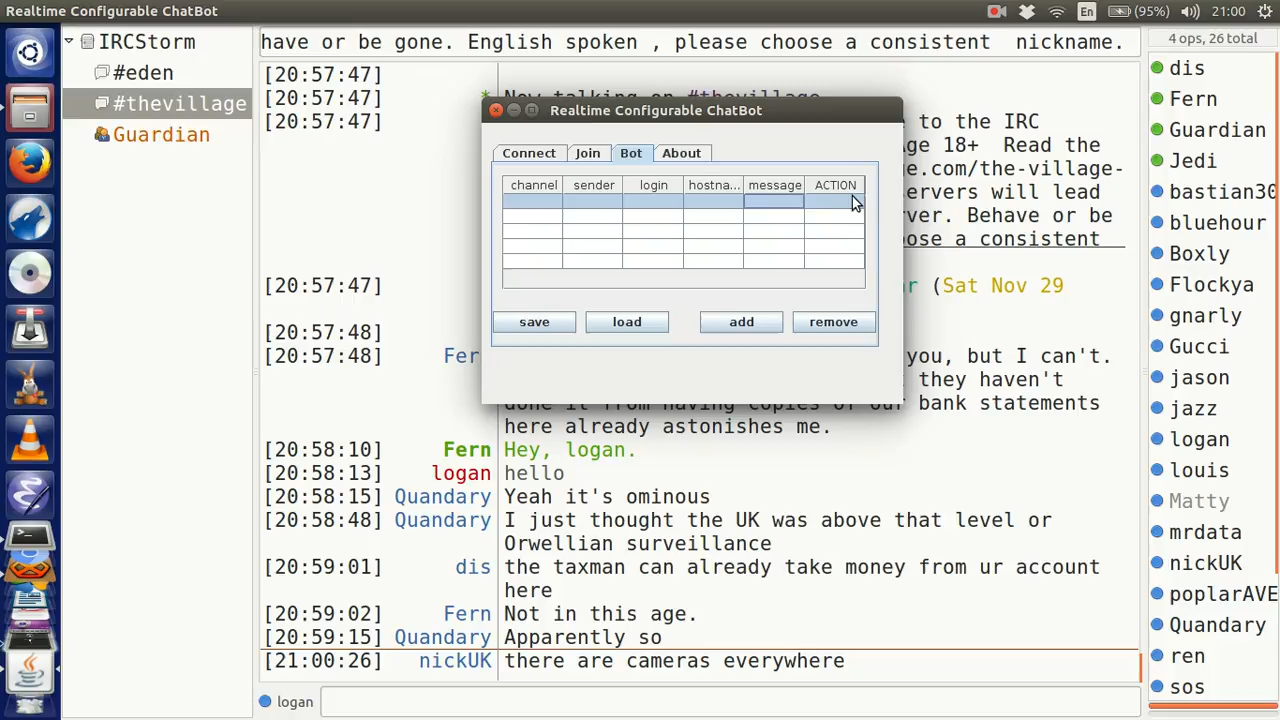 Realtime Configurable ChatBot
En
(95%)
21:00
IRCStorm
#eden
#thevillage
Guardian
have or be gone. English spoken , please choose a consistent nickname.
[20:57:47]
[20:57:47] * Now talking on #thevillage
[20:57:47] to the IRC
Age 18+ Read the
e.com/the-village-
servers will lead
rver. Behave or be
ose a consistent
[20:57:47] ar (Sat Nov 29
[20:57:48]
[20:57:48] Fer you, but I can't.
they haven't
done it from having copies of our bank statements
here already astonishes me.
[20:58:10] Fern Hey, logan.
[20:58:13] logan hello
[20:58:15] Quandary Yeah it's ominous
[20:58:48] Quandary I just thought the UK was above that level or
Orwellian surveillance
[20:59:01] dis the taxman can already take money from ur account
here
[20:59:02] Fern Not in this age.
[20:59:15] Quandary Apparently so
[21:00:26] nickUK there are cameras everywhere
logan
Realtime Configurable ChatBot
Connect Join Bot About
channel sender login hostna... message ACTION
save load add remove
4 ops, 26 total
dis
Fern
Guardian
Jedi
bastian30
bluehour
Boxly
Flockya
gnarly
Gucci
jason
jazz
logan
louis
Matty
mrdata
nickUK
poplarAVE
Quandary
ren
sos